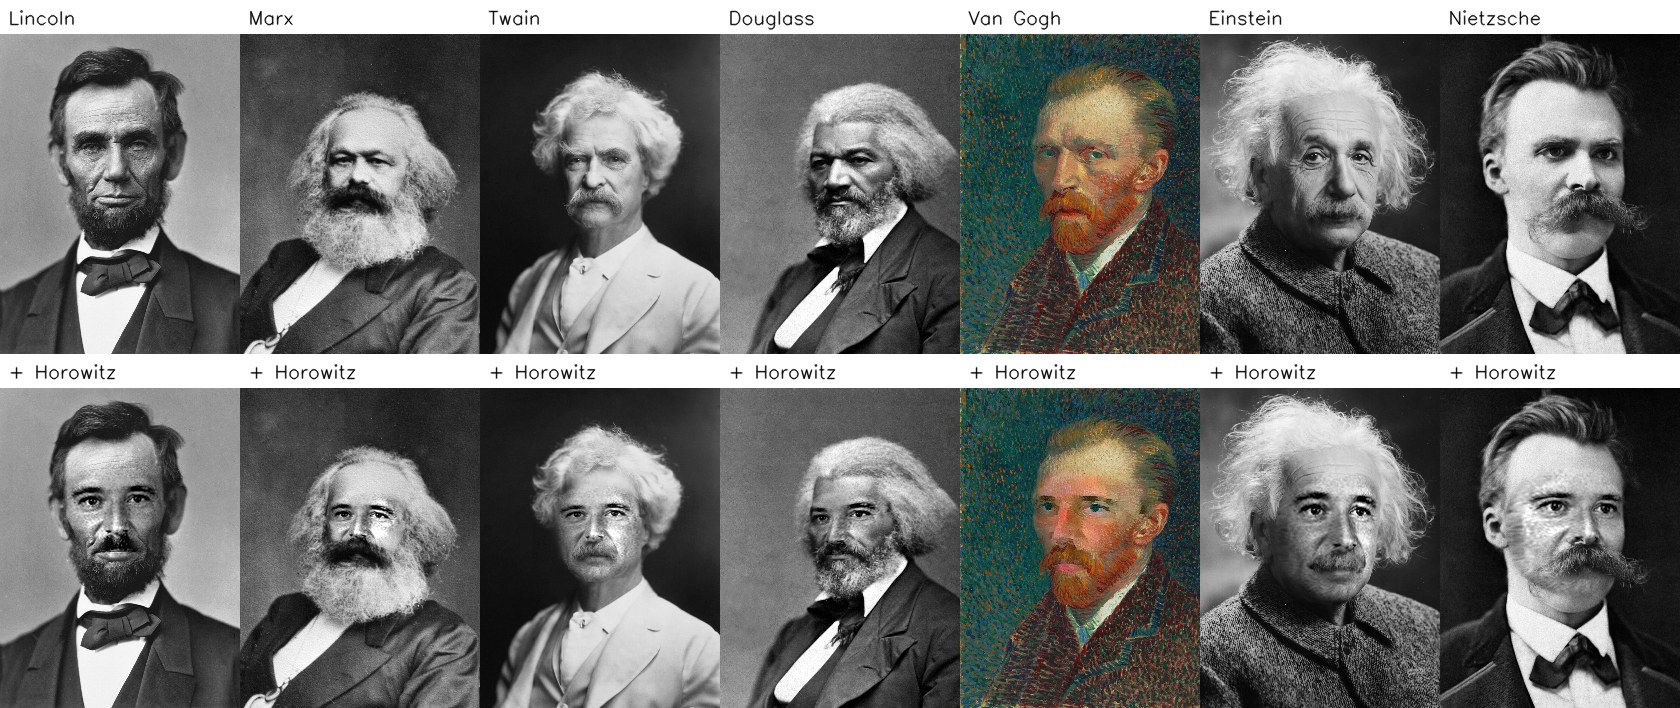 Lincoln Marx Twain Douglass Van Gogh Einstein Nietzsche
+ Horowitz + Horowitz + Horowitz + Horowitz + Horowitz + Horowitz + Horowitz